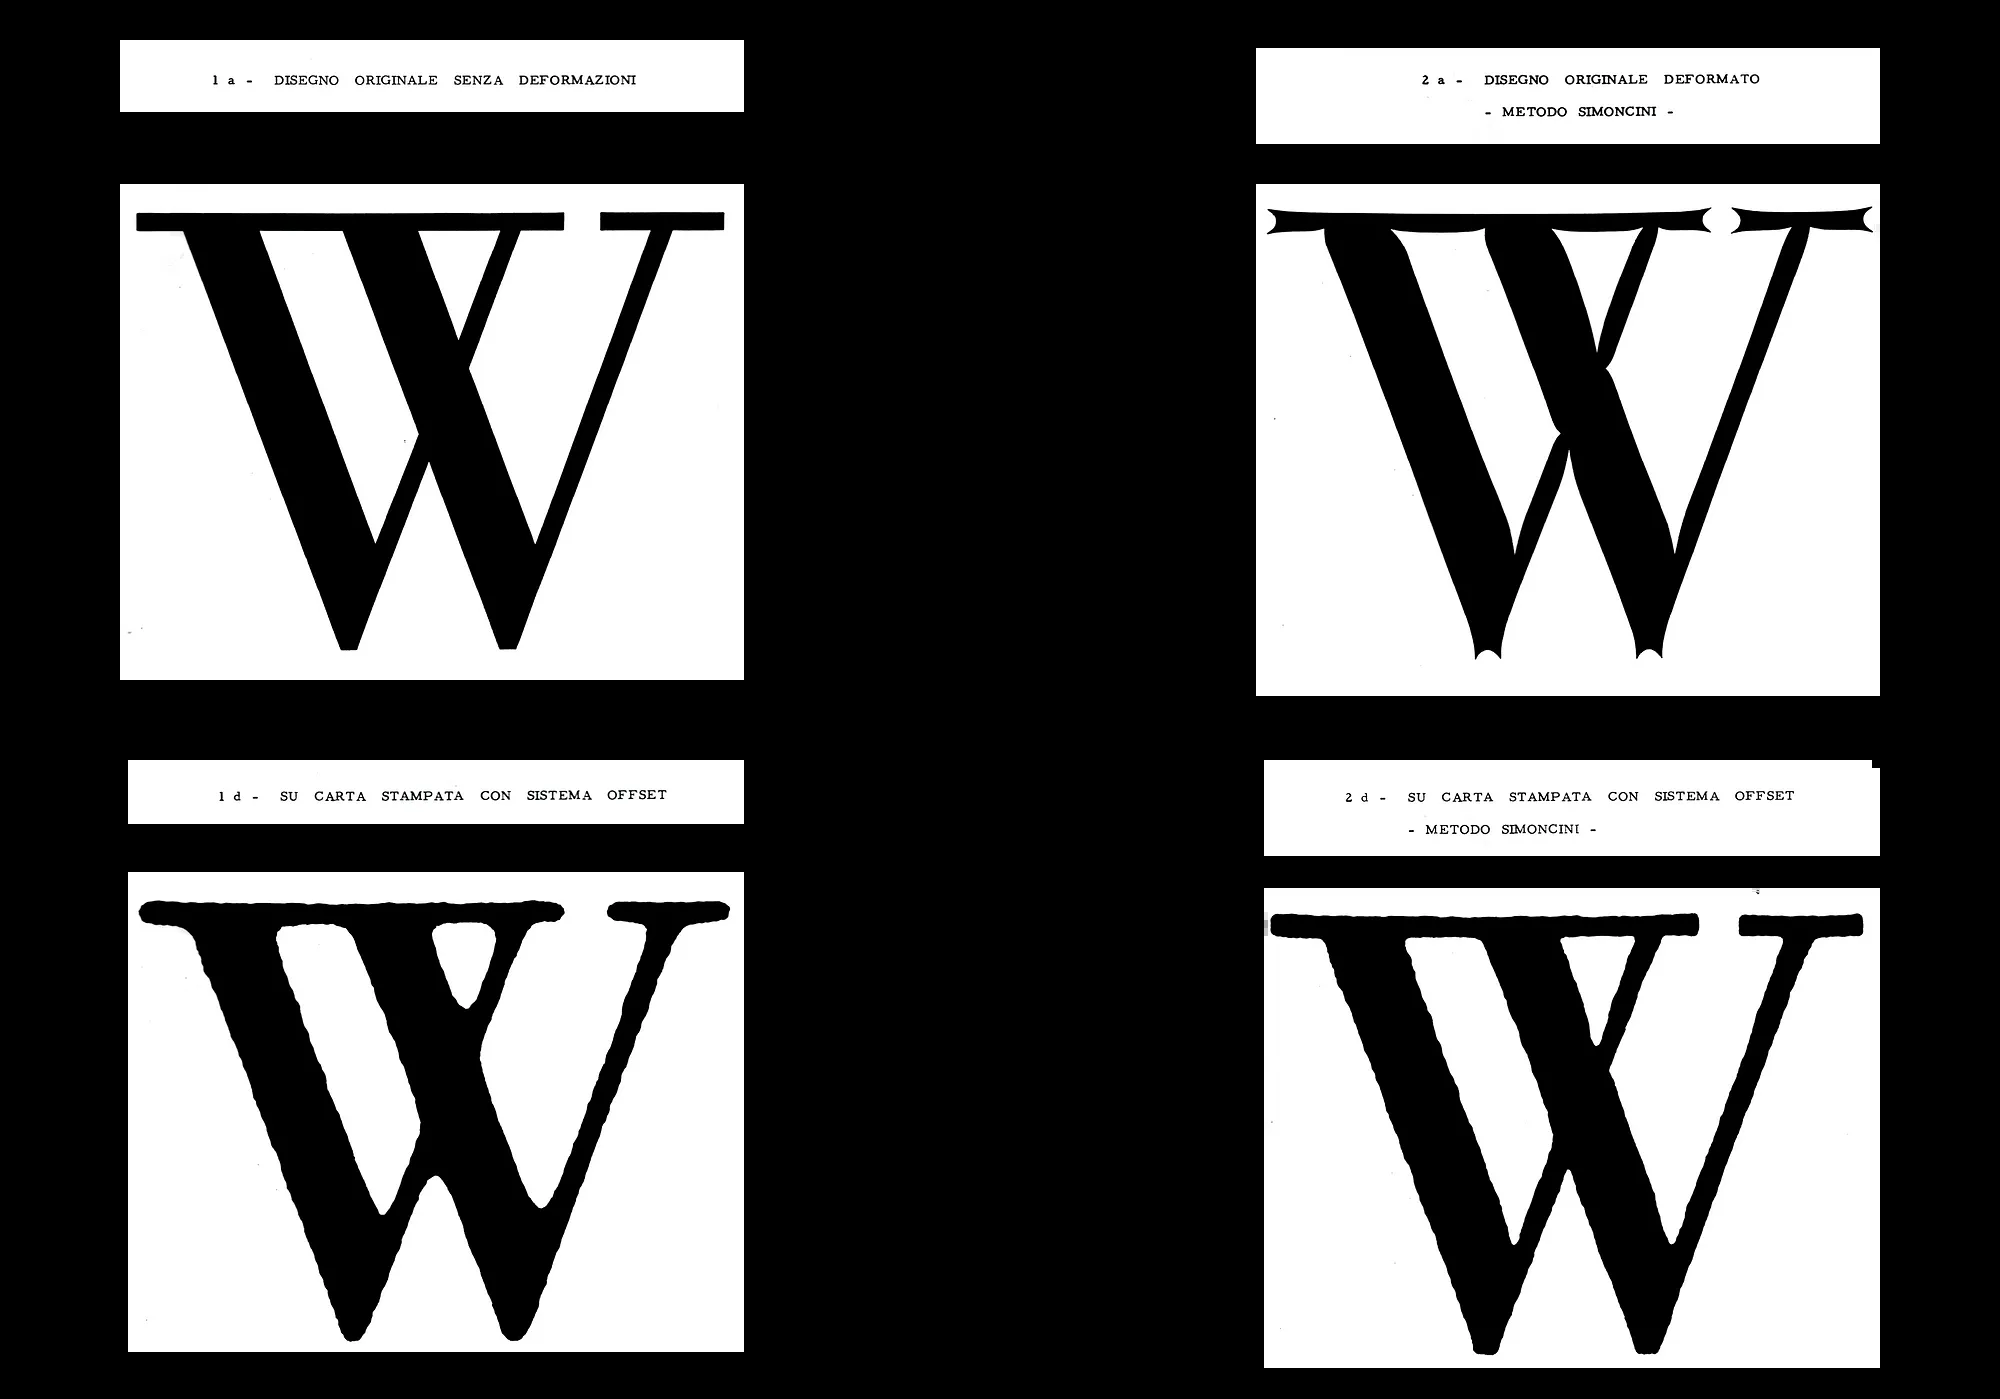 1 a - DISEGNO ORIGINALE SENZA DEFORMAZIONI
2 a - DISEGNO ORIGINALE DEFORMATO
- METODO SIMONCINI -
W
W
1 d - SU CARTA STAMPATA CON SISTEMA OFFSET
2 d - SU CARTA STAMPATA CON SISTEMA OFFSET
- METODO SIMONCINI -
W
W